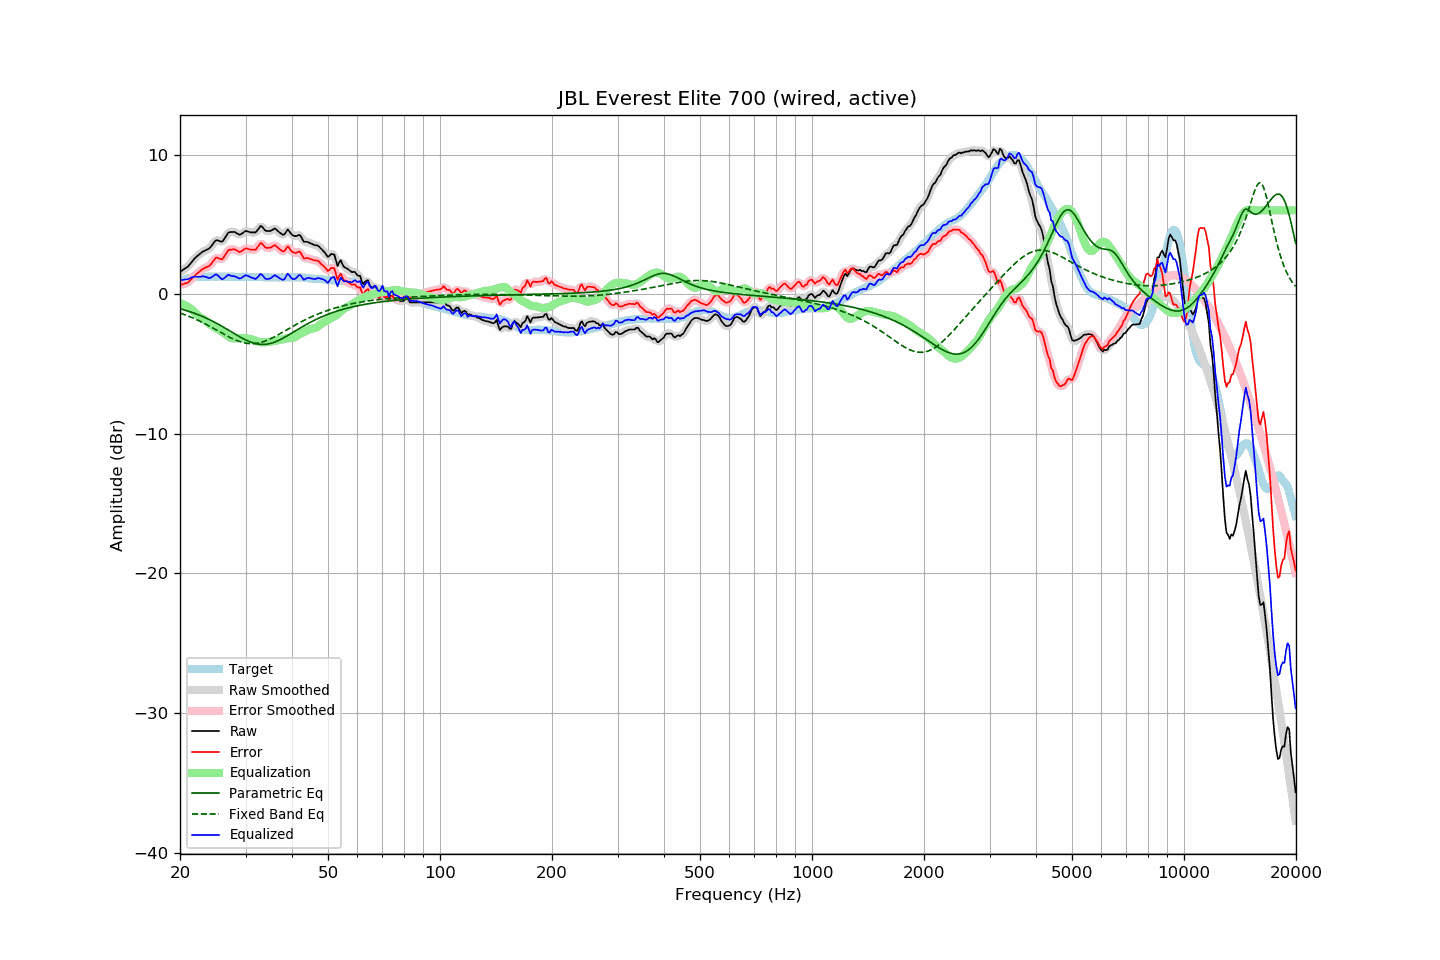 JBL Everest Elite 700 (wired, active)
10
0
−10
−20
−30
−40
Amplitude (dBr)
Target
Raw Smoothed
Error Smoothed
Raw
Error
Equalization
Parametric Eq
Fixed Band Eq
Equalized
20 50 100 200 500 1000 2000 5000 10000 20000
Frequency (Hz)